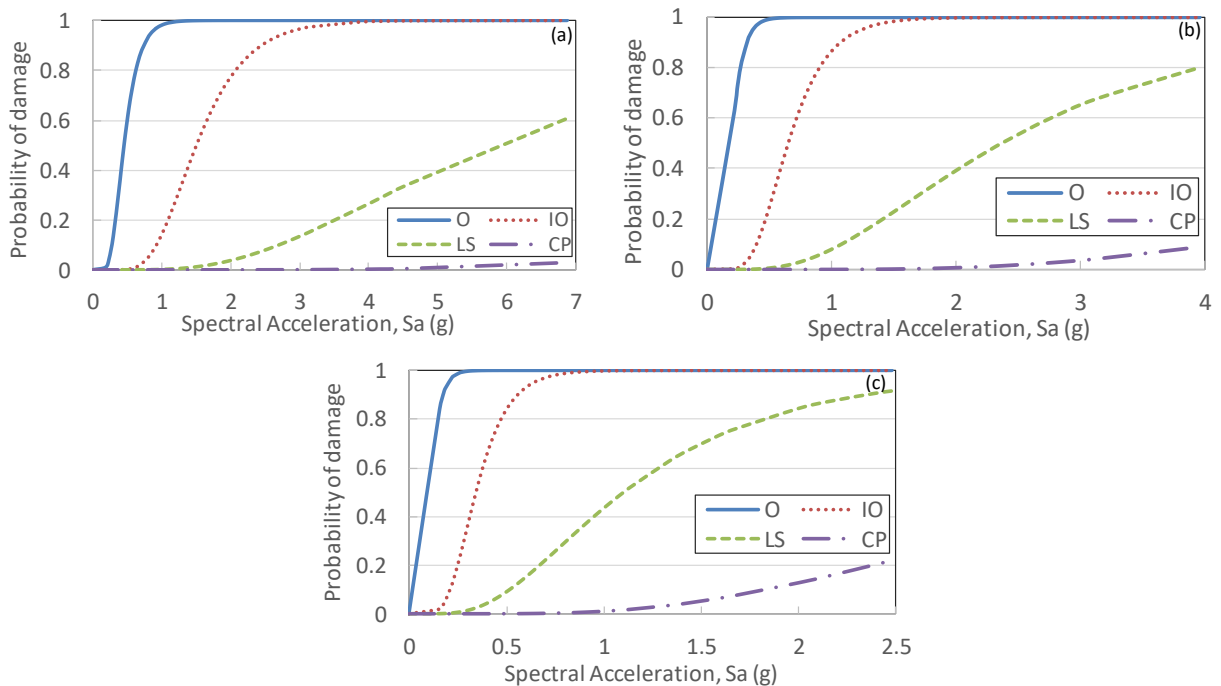 (a)
Probability of damage
1
0.8
0.6
0.4
0.2
0
O IO
LS CP
0 1 2 3 4 5 6 7
Spectral Acceleration, Sa (g)
(b)
Probability of damage
1
0.8
0.6
0.4
0.2
0
O IO
LS CP
0 1 2 3 4
Spectral Acceleration, Sa (g)
(c)
Probability of damage
1
0.8
0.6
0.4
0.2
0
O IO
LS CP
0 0.5 1 1.5 2 2.5
Spectral Acceleration, Sa (g)